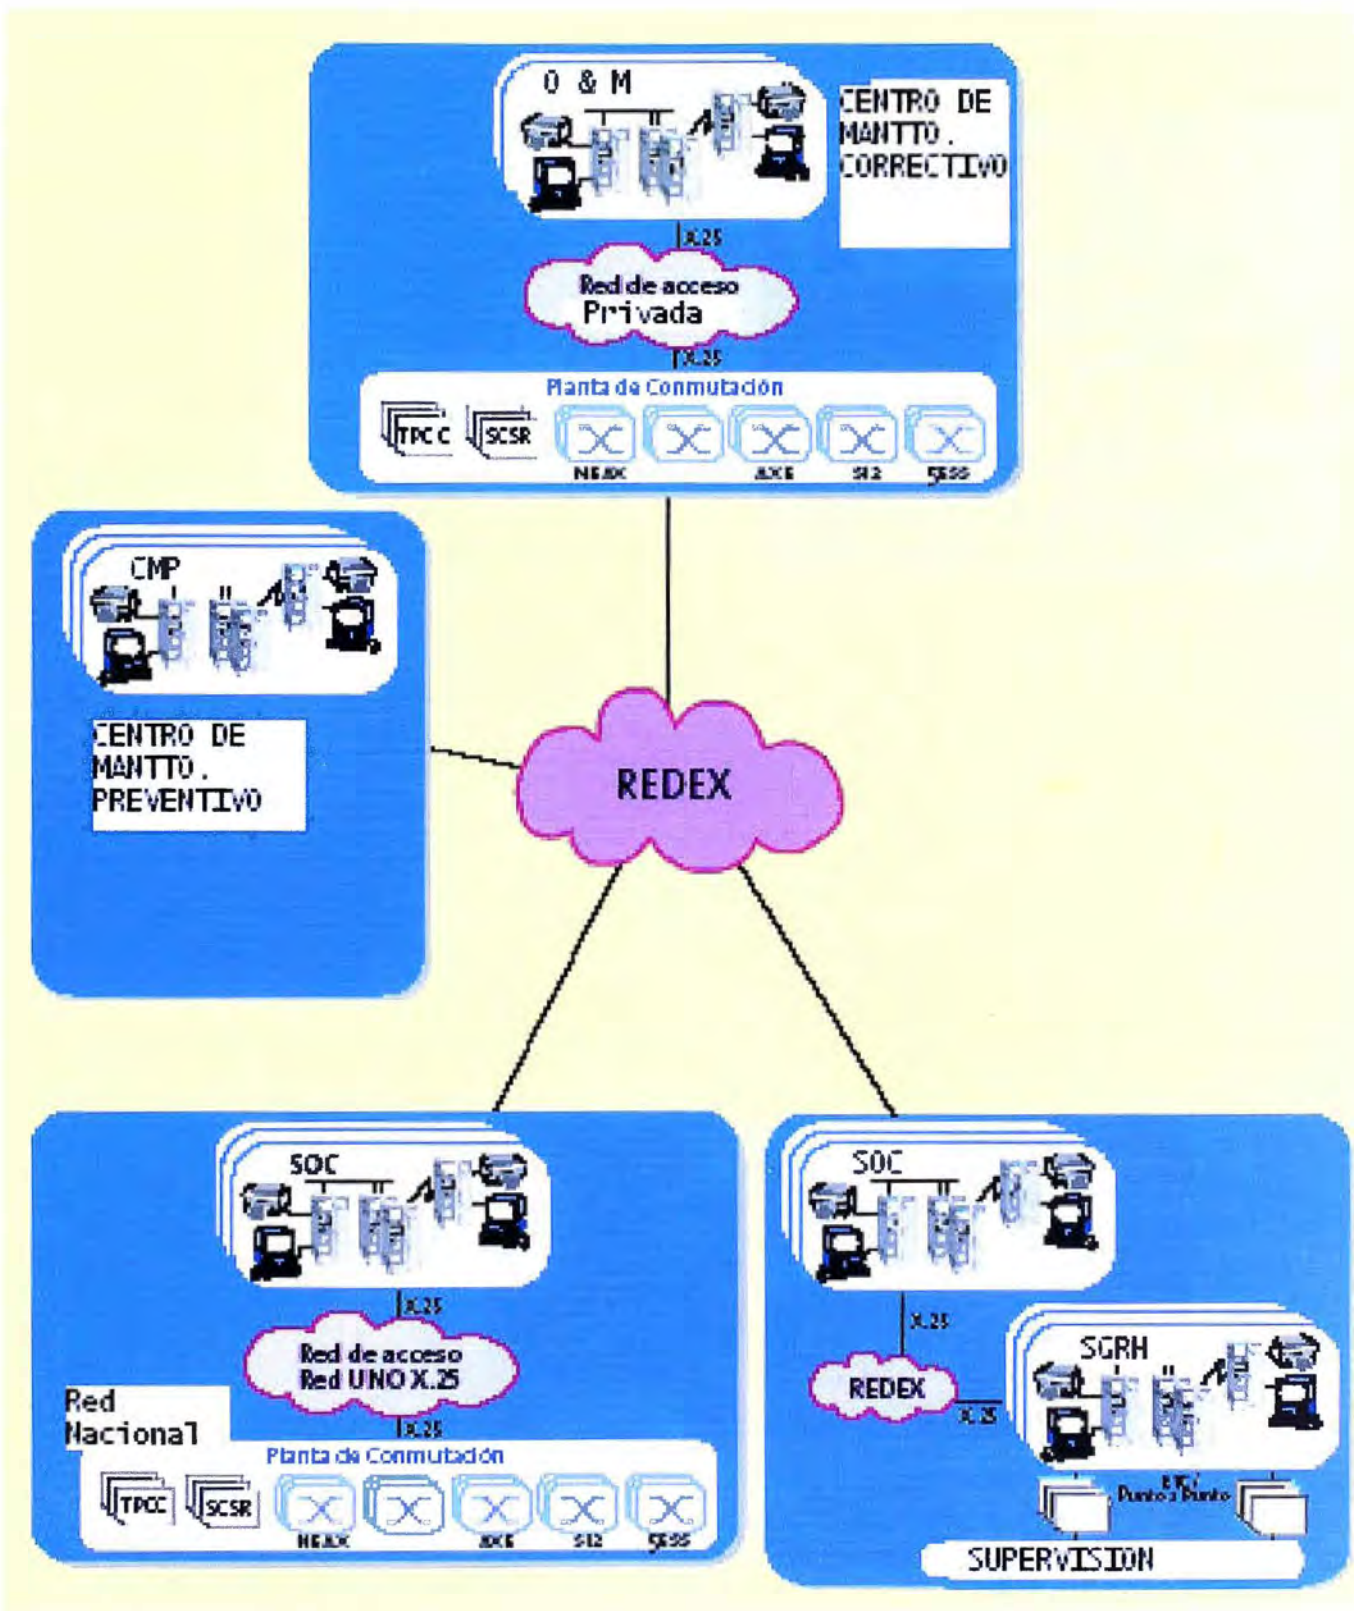 O & M
CENTRO DE
MANTTO.
CORRECTIVO
X.25
Red de acceso
Privada
X.25
Planta de Conmutación
TPCC
SCSR
NEAX
AXE
S12
5ESS
CMP
CENTRO DE
MANTTO.
PREVENTIVO
REDEX
SOC
X.25
Red de acceso
Red UNO X.25
Red
Nacional
X.25
Planta de Conmutación
TPCC
SCSR
NEAX
AXE
S12
5ESS
SOC
X.25
SGRH
REDEX
X.25
Punto a Punto
SUPERVISION